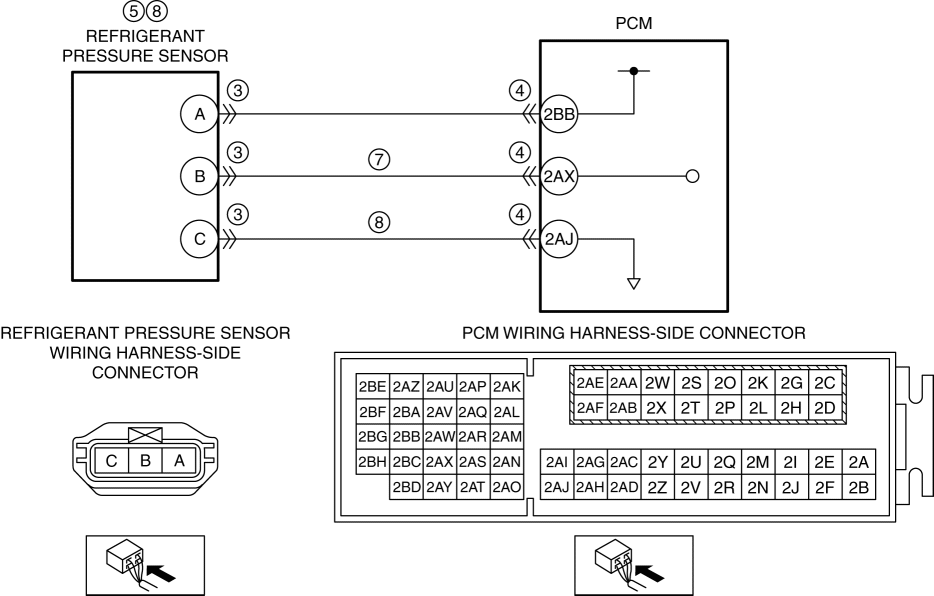 ⑤⑧
REFRIGERANT
PRESSURE SENSOR
PCM
A ③ ④ 2BB
B ③ ⑦ ④ 2AX
C ③ ⑧ ④ 2AJ
REFRIGERANT PRESSURE SENSOR
WIRING HARNESS-SIDE
CONNECTOR
C B A
PCM WIRING HARNESS-SIDE CONNECTOR
2BE 2AZ 2AU 2AP 2AK
2BF 2BA 2AV 2AQ 2AL
2BG 2BB 2AW 2AR 2AM
2BH 2BC 2AX 2AS 2AN
2BD 2AY 2AT 2AO
2AE 2AA 2W 2S 2O 2K 2G 2C
2AF 2AB 2X 2T 2P 2L 2H 2D
2AI 2AG 2AC 2Y 2U 2Q 2M 2I 2E 2A
2AJ 2AH 2AD 2Z 2V 2R 2N 2J 2F 2B